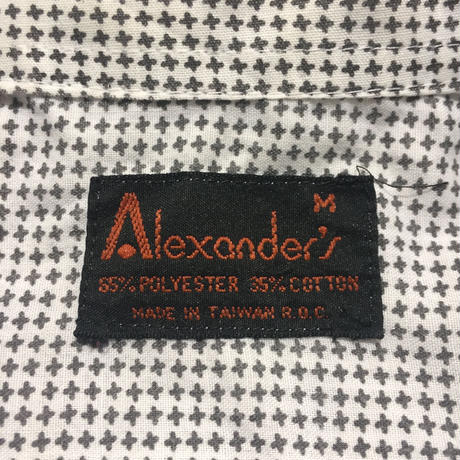 M
Alexander's
65% POLYESTER 35% COTTON
MADE IN TAIWAN R.O.C.